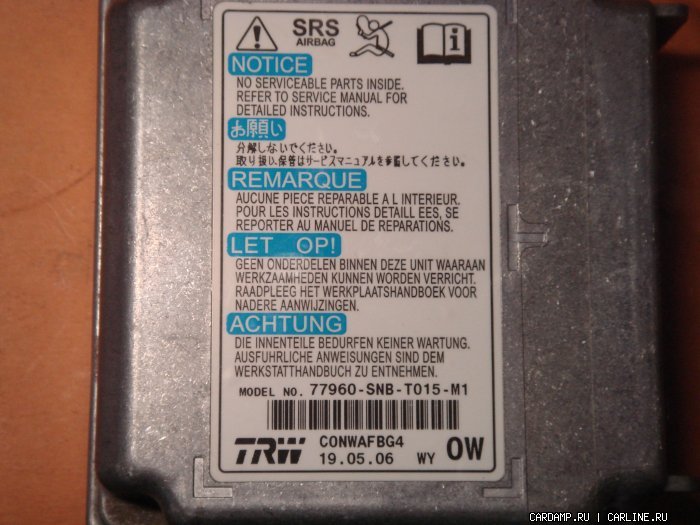 SRS
AIRBAG
NOTICE
NO SERVICEABLE PARTS INSIDE.
REFER TO SERVICE MANUAL FOR
DETAILED INSTRUCTIONS.
お願い
分解しないでください。
取り扱い、保管はサービスマニュアルを参照してください。
REMARQUE
AUCUNE PIECE REPARABLE A L INTERIEUR.
POUR LES INSTRUCTIONS DETAILL EES, SE
REPORTER AU MANUEL DE REPARATIONS.
LET OP!
GEEN ONDERDELEN BINNEN DEZE UNIT WAARAAN
WERKZAAMHEDEN KUNNEN WORDEN VERRICHT.
RAADPLEEG HET WERKPLAATSHANDBOEK VOOR
NADERE AANWIJZINGEN.
ACHTUNG
DIE INNENTEILE BEDURFEN KEINER WARTUNG.
AUSFUHRLICHE ANWEISUNGEN SIND DEM
WERKSTATTHANDBUCH ZU ENTNEHMEN.
MODEL NO. 77960-SNB-T015-M1
TRW CONWAFBG4
19.05.06 WY OW
CARDAMP.RU | CARLINE.RU